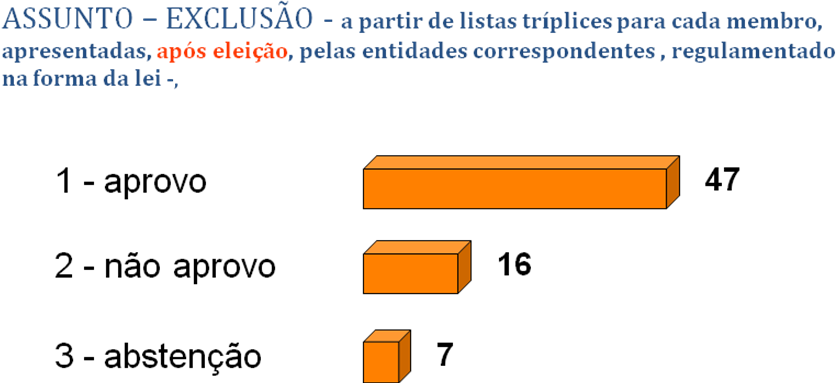 ASSUNTO – EXCLUSÃO - a partir de listas tríplices para cada membro,
apresentadas, após eleição, pelas entidades correspondentes , regulamentado
na forma da lei -,
1 - aprovo 47
2 - não aprovo 16
3 - abstenção 7